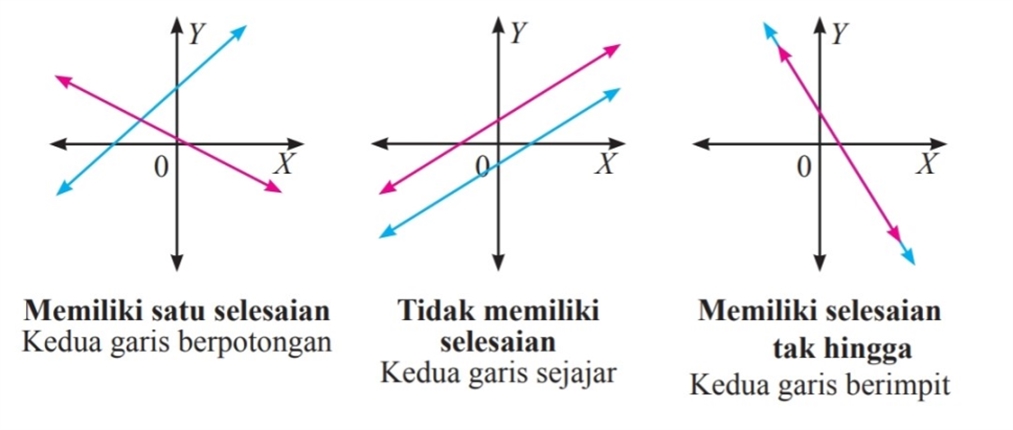 Y
0
X
Memiliki satu selesaian
Kedua garis berpotongan
Y
0
X
Tidak memiliki
selesaian
Kedua garis sejajar
Y
0
X
Memiliki selesaian
tak hingga
Kedua garis berimpit